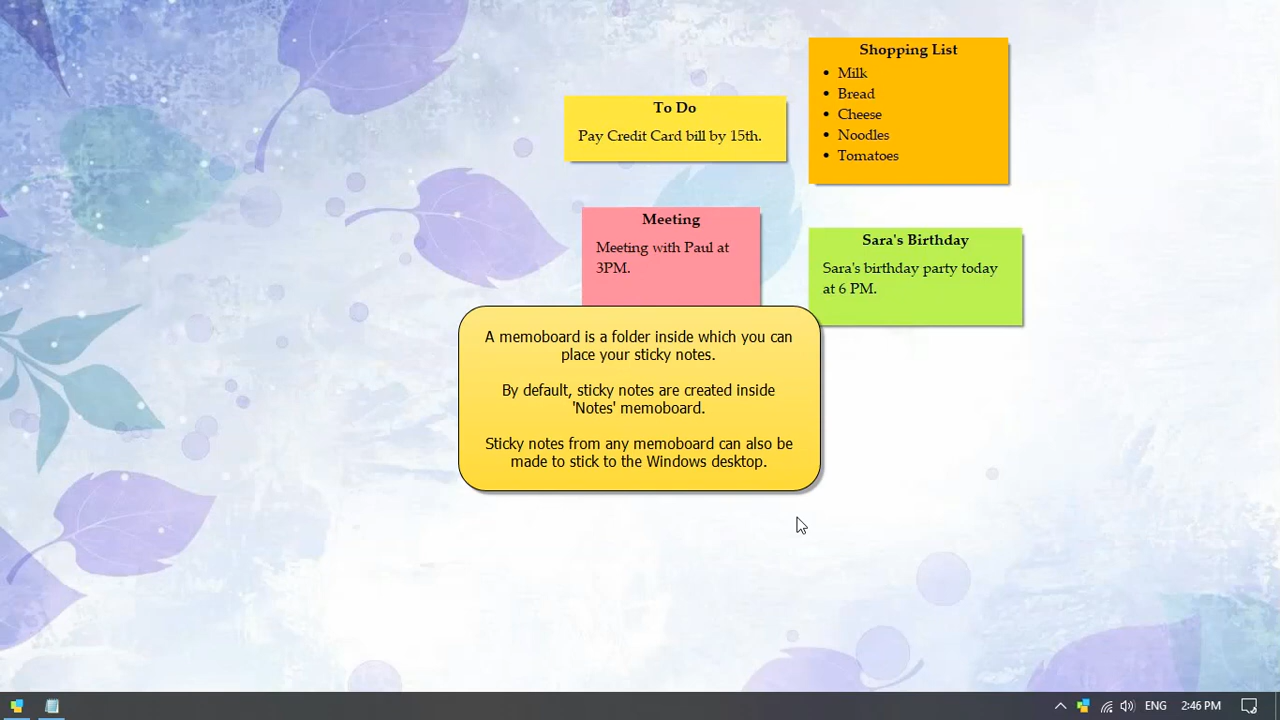 To Do
Pay Credit Card bill by 15th.
Shopping List
• Milk
• Bread
• Cheese
• Noodles
• Tomatoes
Meeting
Meeting with Paul at
3PM.
Sara's Birthday
Sara's birthday party today
at 6 PM.
A memoboard is a folder inside which you can
place your sticky notes.
By default, sticky notes are created inside
'Notes' memoboard.
Sticky notes from any memoboard can also be
made to stick to the Windows desktop.
ENG
2:46 PM